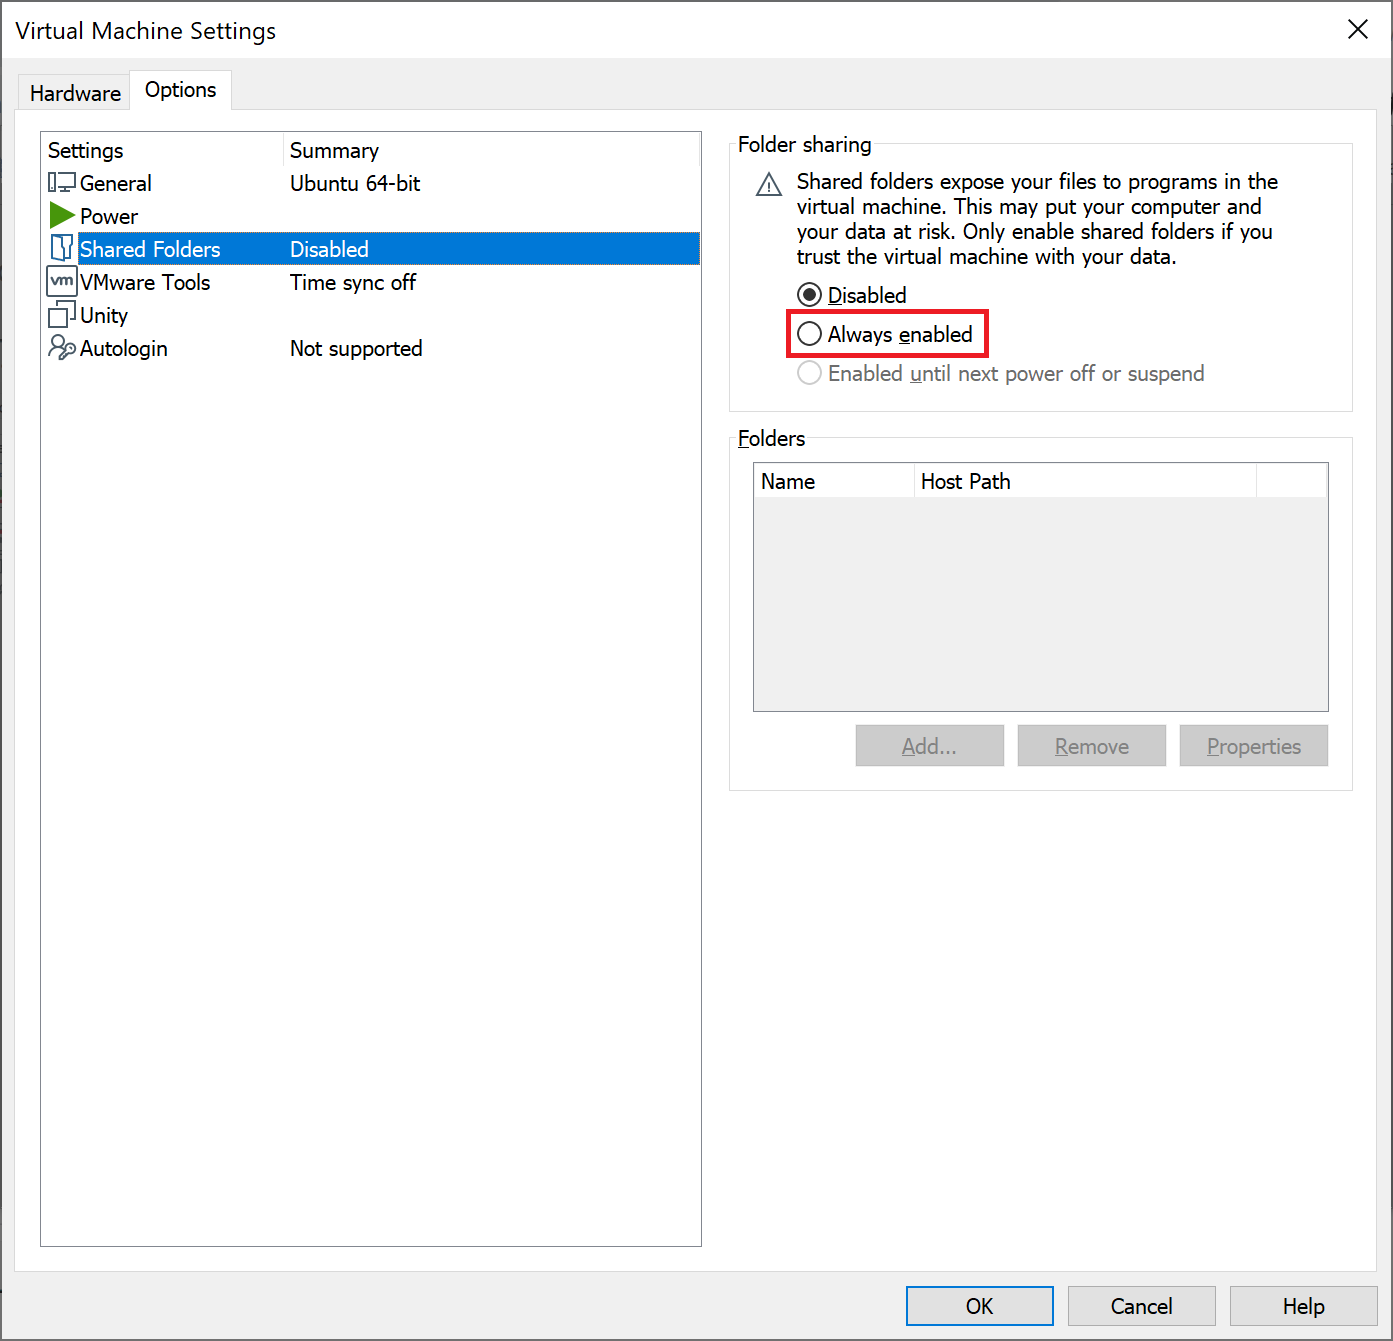 Virtual Machine Settings
Hardware
Options
Settings Summary
General Ubuntu 64-bit
Power
Shared Folders Disabled
vm VMware Tools Time sync off
Unity
Autologin Not supported
Folder sharing
Shared folders expose your files to programs in the
virtual machine. This may put your computer and
your data at risk. Only enable shared folders if you
trust the virtual machine with your data.
Disabled
Always enabled
Enabled until next power off or suspend
Folders
Name Host Path
Add... Remove Properties
OK Cancel Help